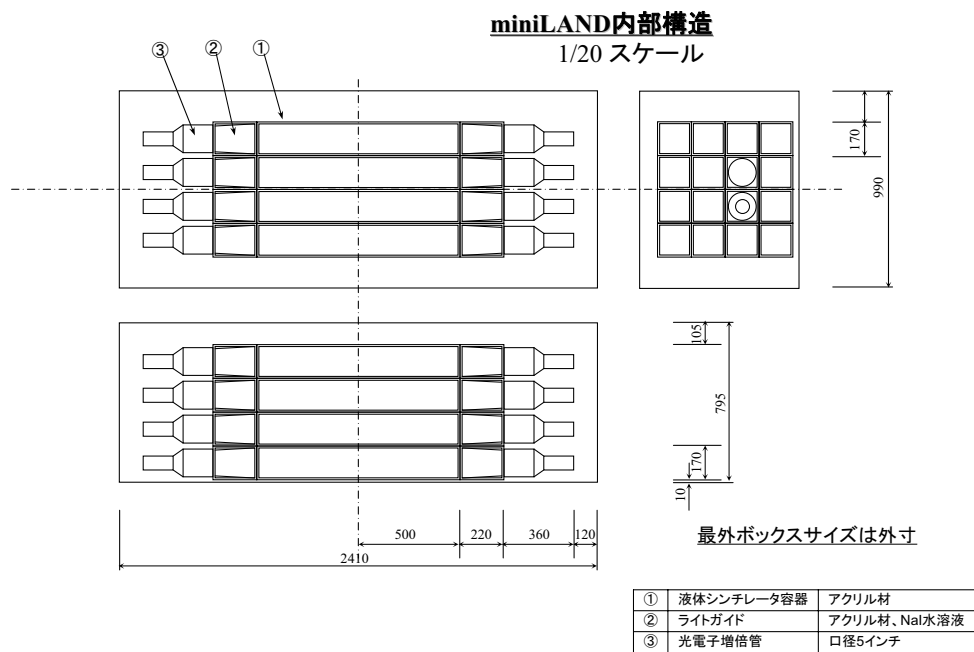 miniLAND内部構造
1/20 スケール
③
②
①
170
990
105
795
170
10
500
220
360
120
2410
最外ボックスサイズは外寸
① 液体シンチレータ容器 アクリル材
② ライトガイド アクリル材、NaI水溶液
③ 光電子増倍管 口径5インチ